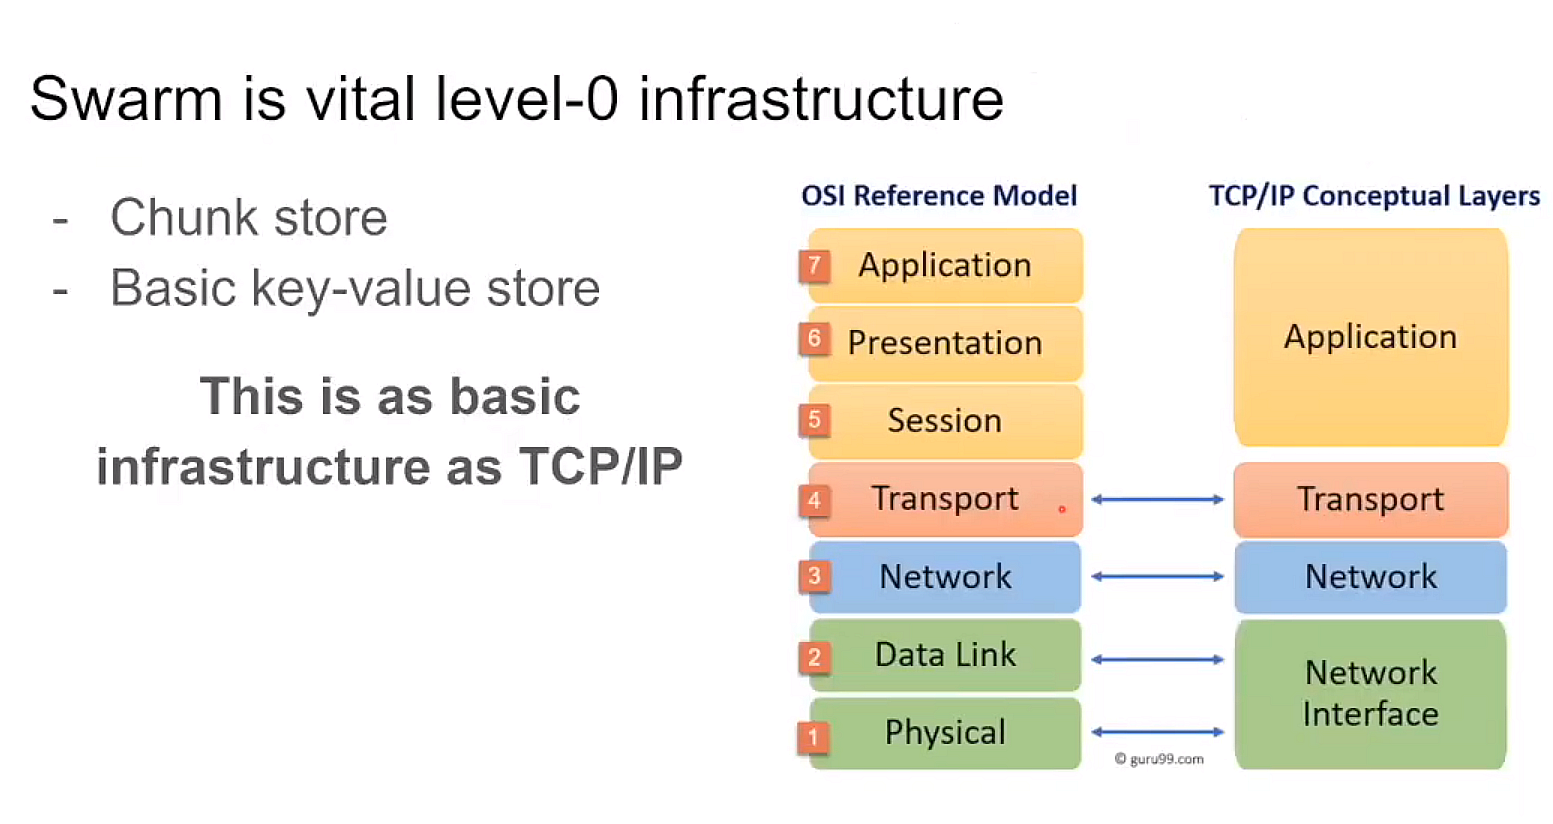 Swarm is vital level-0 infrastructure
- Chunk store
- Basic key-value store
This is as basic
infrastructure as TCP/IP
OSI Reference Model
7 Application
6 Presentation
5 Session
4 Transport
3 Network
2 Data Link
1 Physical
TCP/IP Conceptual Layers
Application
Transport
Network
Network
Interface
© guru99.com